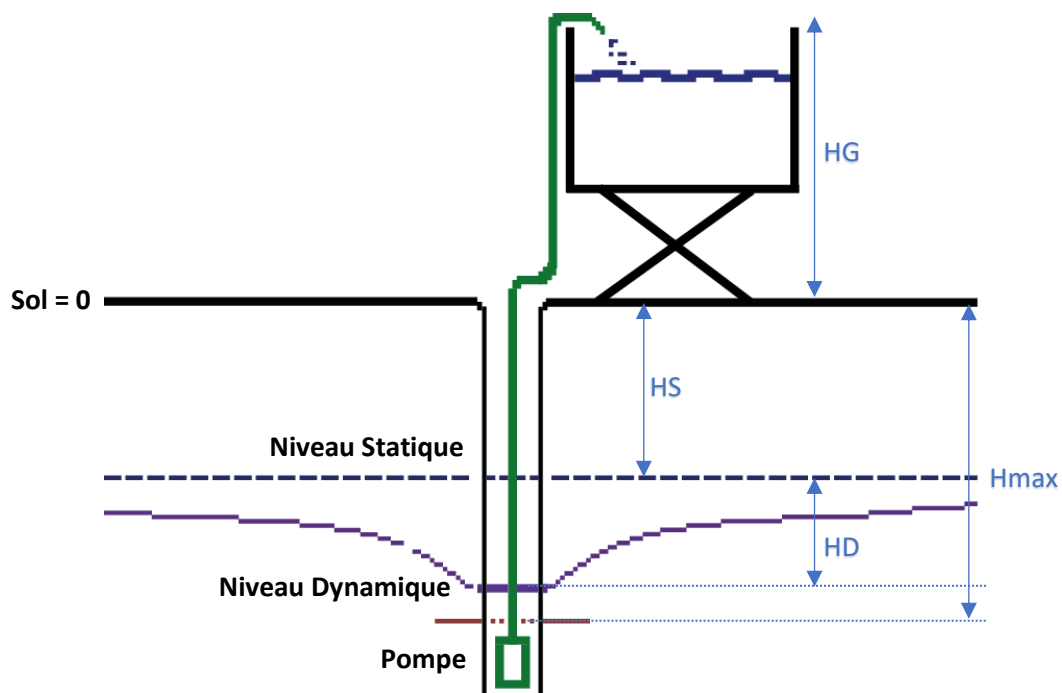 HG
Sol = 0
HS
Niveau Statique
Hmax
HD
Niveau Dynamique
Pompe